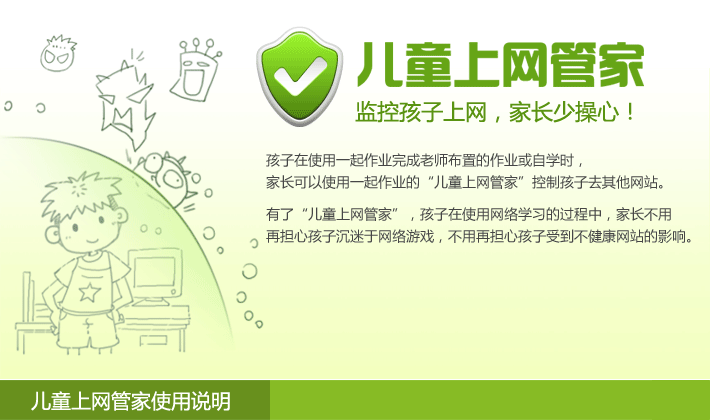 儿童上网管家
监控孩子上网，家长少操心！
孩子在使用一起作业完成老师布置的作业或自学时，
家长可以使用一起作业的“儿童上网管家”控制孩子去其他网站。
有了“儿童上网管家”，孩子在使用网络学习的过程中，家长不用
再担心孩子沉迷于网络游戏，不用再担心孩子受到不健康网站的影响。
儿童上网管家使用说明